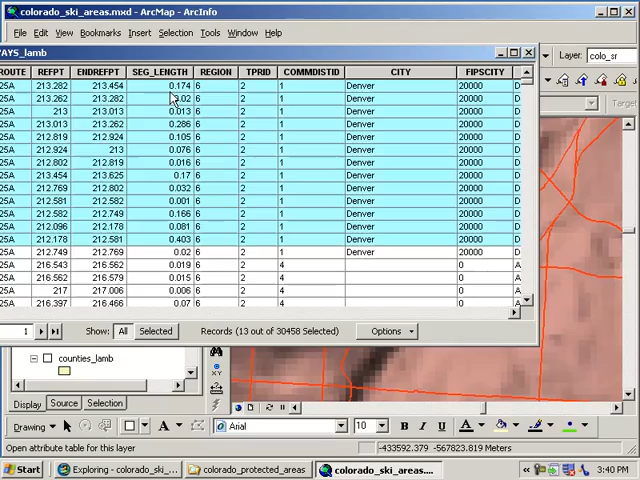 colorado_ski_areas.mxd - ArcMap - ArcInfo
File Edit View Bookmarks Insert Selection Tools Window Help
AYS_lamb
Layer: colo_sr
ROUTE REFPT ENDREFPT SEG_LENGTH REGION TPRID COMMDISTID CITY FIPSCITY
25A 213.282 213.454 0.174 6 2 1 Denver 20000 D
25A 213.262 213.282 0.02 6 2 1 Denver 20000 D
25A 213 213.013 0.013 6 2 1 Denver 20000 D
25A 213.013 213.262 0.286 6 2 1 Denver 20000 D
25A 212.819 212.924 0.105 6 2 1 Denver 20000 D
25A 212.924 213 0.076 6 2 1 Denver 20000 D
25A 212.802 212.819 0.016 6 2 1 Denver 20000 D
25A 213.454 213.625 0.17 6 2 1 Denver 20000 D
25A 212.769 212.802 0.032 6 2 1 Denver 20000 D
25A 212.581 212.582 0.001 6 2 1 Denver 20000 D
25A 212.582 212.749 0.166 6 2 1 Denver 20000 D
25A 212.096 212.178 0.081 6 2 1 Denver 20000 D
25A 212.178 212.581 0.403 6 2 1 Denver 20000 D
25A 212.749 212.769 0.02 6 2 1 Denver 20000 D
25A 216.543 216.562 0.019 6 2 4 0 A
25A 216.562 216.579 0.015 6 2 4 0 A
25A 217 217.006 0.006 6 2 4 0 A
25A 216.397 216.466 0.07 6 2 4 0 A
Target
1 Show: All Selected Records (13 out of 30458 Selected) Options
counties_lamb
Display Source Selection
Drawing A Arial 10 B I U A
Open attribute table for this layer -433592.379 -567823.819 Meters
Start Exploring - colorado_ski_... colorado_protected_areas colorado_ski_areas.... 3:40 PM